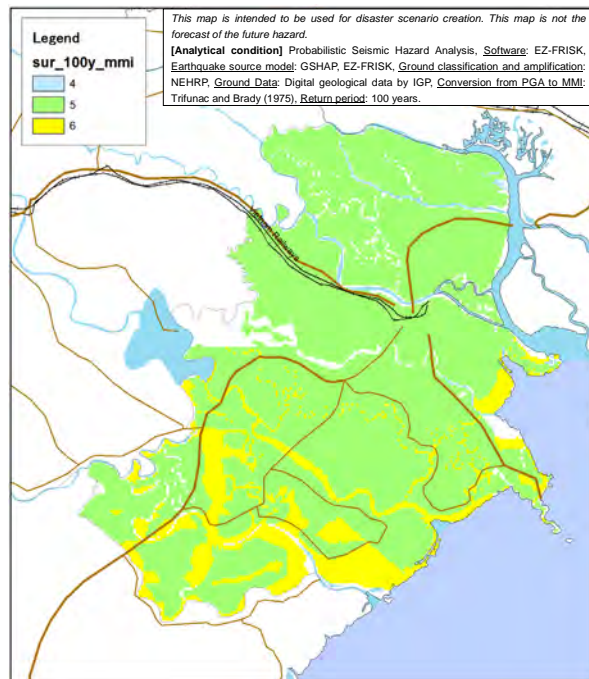 This map is intended to be used for disaster scenario creation. This map is not the
forecast of the future hazard.
[Analytical condition] Probabilistic Seismic Hazard Analysis, Software: EZ-FRISK,
Earthquake source model: GSHAP, EZ-FRISK, Ground classification and amplification:
NEHRP, Ground Data: Digital geological data by IGP, Conversion from PGA to MMI:
Trifunac and Brady (1975), Return period: 100 years.
Legend
sur_100y_mmi
4
5
6
Railway